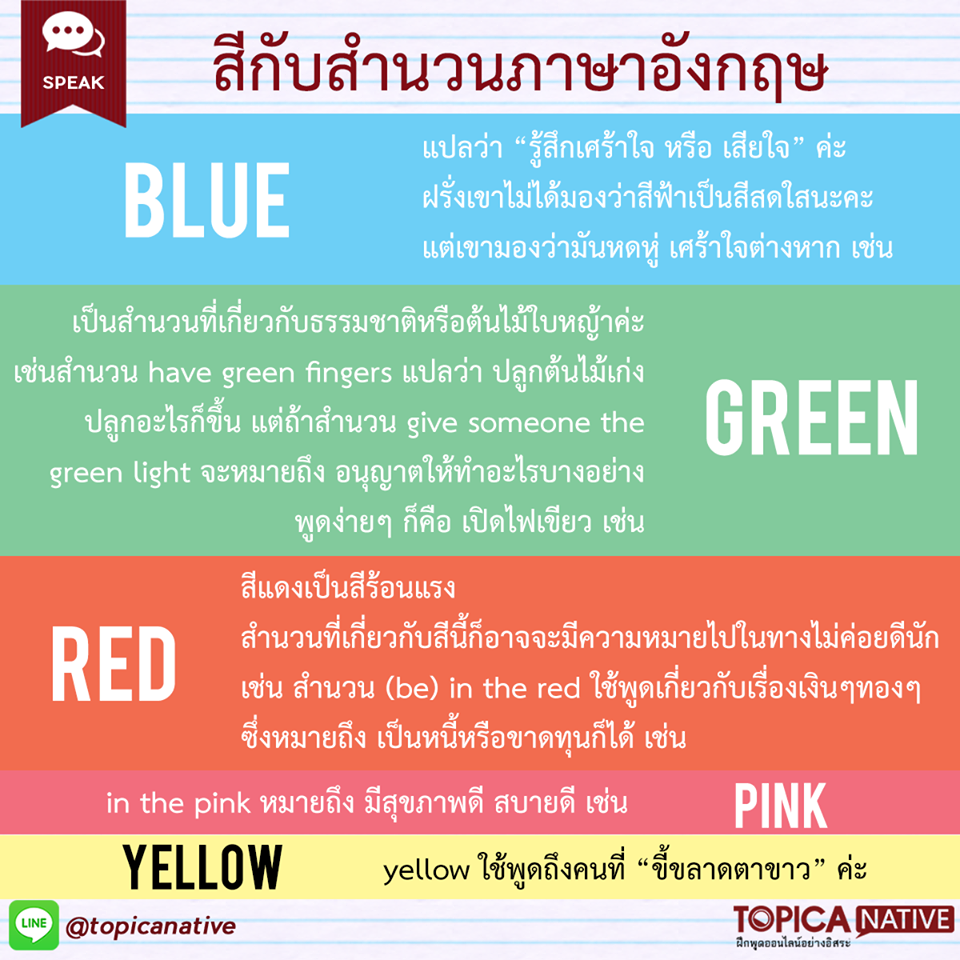 SPEAK
สีกับสำนวนภาษาอังกฤษ
BLUE
แปลว่า “รู้สึกเศร้าใจ หรือ เสียใจ” ค่ะ
ฝรั่งเขาไม่ได้มองว่าสีฟ้าเป็นสีสดใสนะคะ
แต่เขามองว่ามันหดหู่ เศร้าใจต่างหาก เช่น
เป็นสำนวนที่เกี่ยวกับธรรมชาติหรือต้นไม้ใบหญ้าค่ะ
เช่นสำนวน have green fingers แปลว่า ปลูกต้นไม้เก่ง
ปลูกอะไรก็ขึ้น แต่ถ้าสำนวน give someone the
green light จะหมายถึง อนุญาตให้ทำอะไรบางอย่าง
พูดง่ายๆ ก็คือ เปิดไฟเขียว เช่น
GREEN
RED
สีแดงเป็นสีร้อนแรง
สำนวนที่เกี่ยวกับสีนี้ก็อาจจะมีความหมายไปในทางไม่ค่อยดีนัก
เช่น สำนวน (be) in the red ใช้พูดเกี่ยวกับเรื่องเงินๆทองๆ
ซึ่งหมายถึง เป็นหนี้หรือขาดทุนก็ได้ เช่น
in the pink หมายถึง มีสุขภาพดี สบายดี เช่น
PINK
YELLOW
yellow ใช้พูดถึงคนที่ “ขี้ขลาดตาขาว” ค่ะ
LINE
@topicanative
TOPICA NATIVE
ฝึกพูดออนไลน์อย่างอิสระ